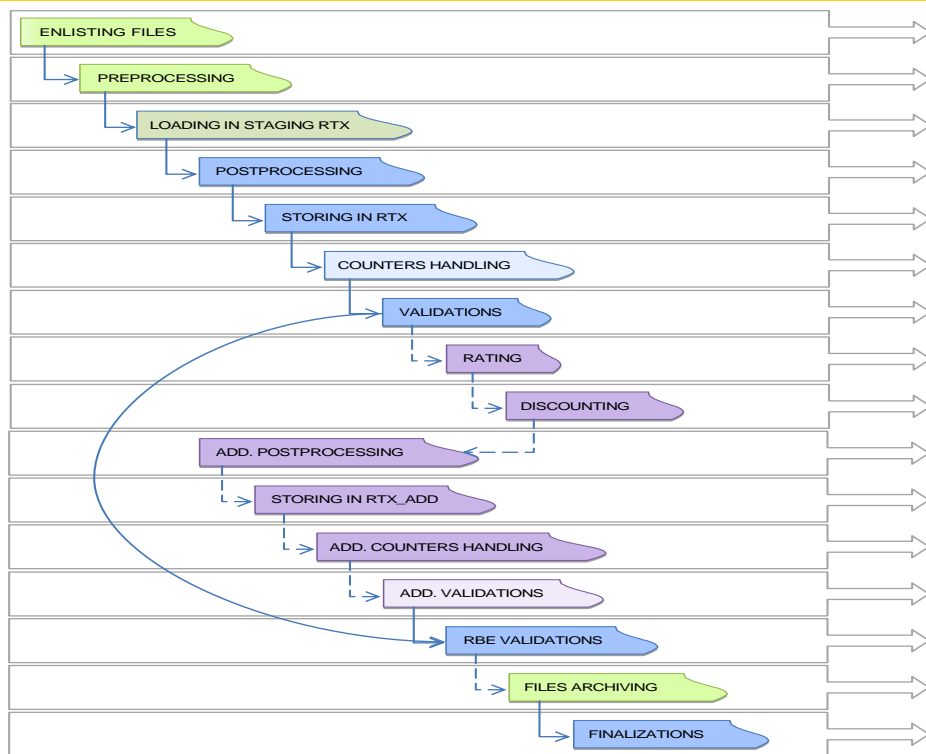 ENLISTING FILES
PREPROCESSING
LOADING IN STAGING RTX
POSTPROCESSING
STORING IN RTX
COUNTERS HANDLING
VALIDATIONS
RATING
DISCOUNTING
ADD. POSTPROCESSING
STORING IN RTX_ADD
ADD. COUNTERS HANDLING
ADD. VALIDATIONS
RBE VALIDATIONS
FILES ARCHIVING
FINALIZATIONS